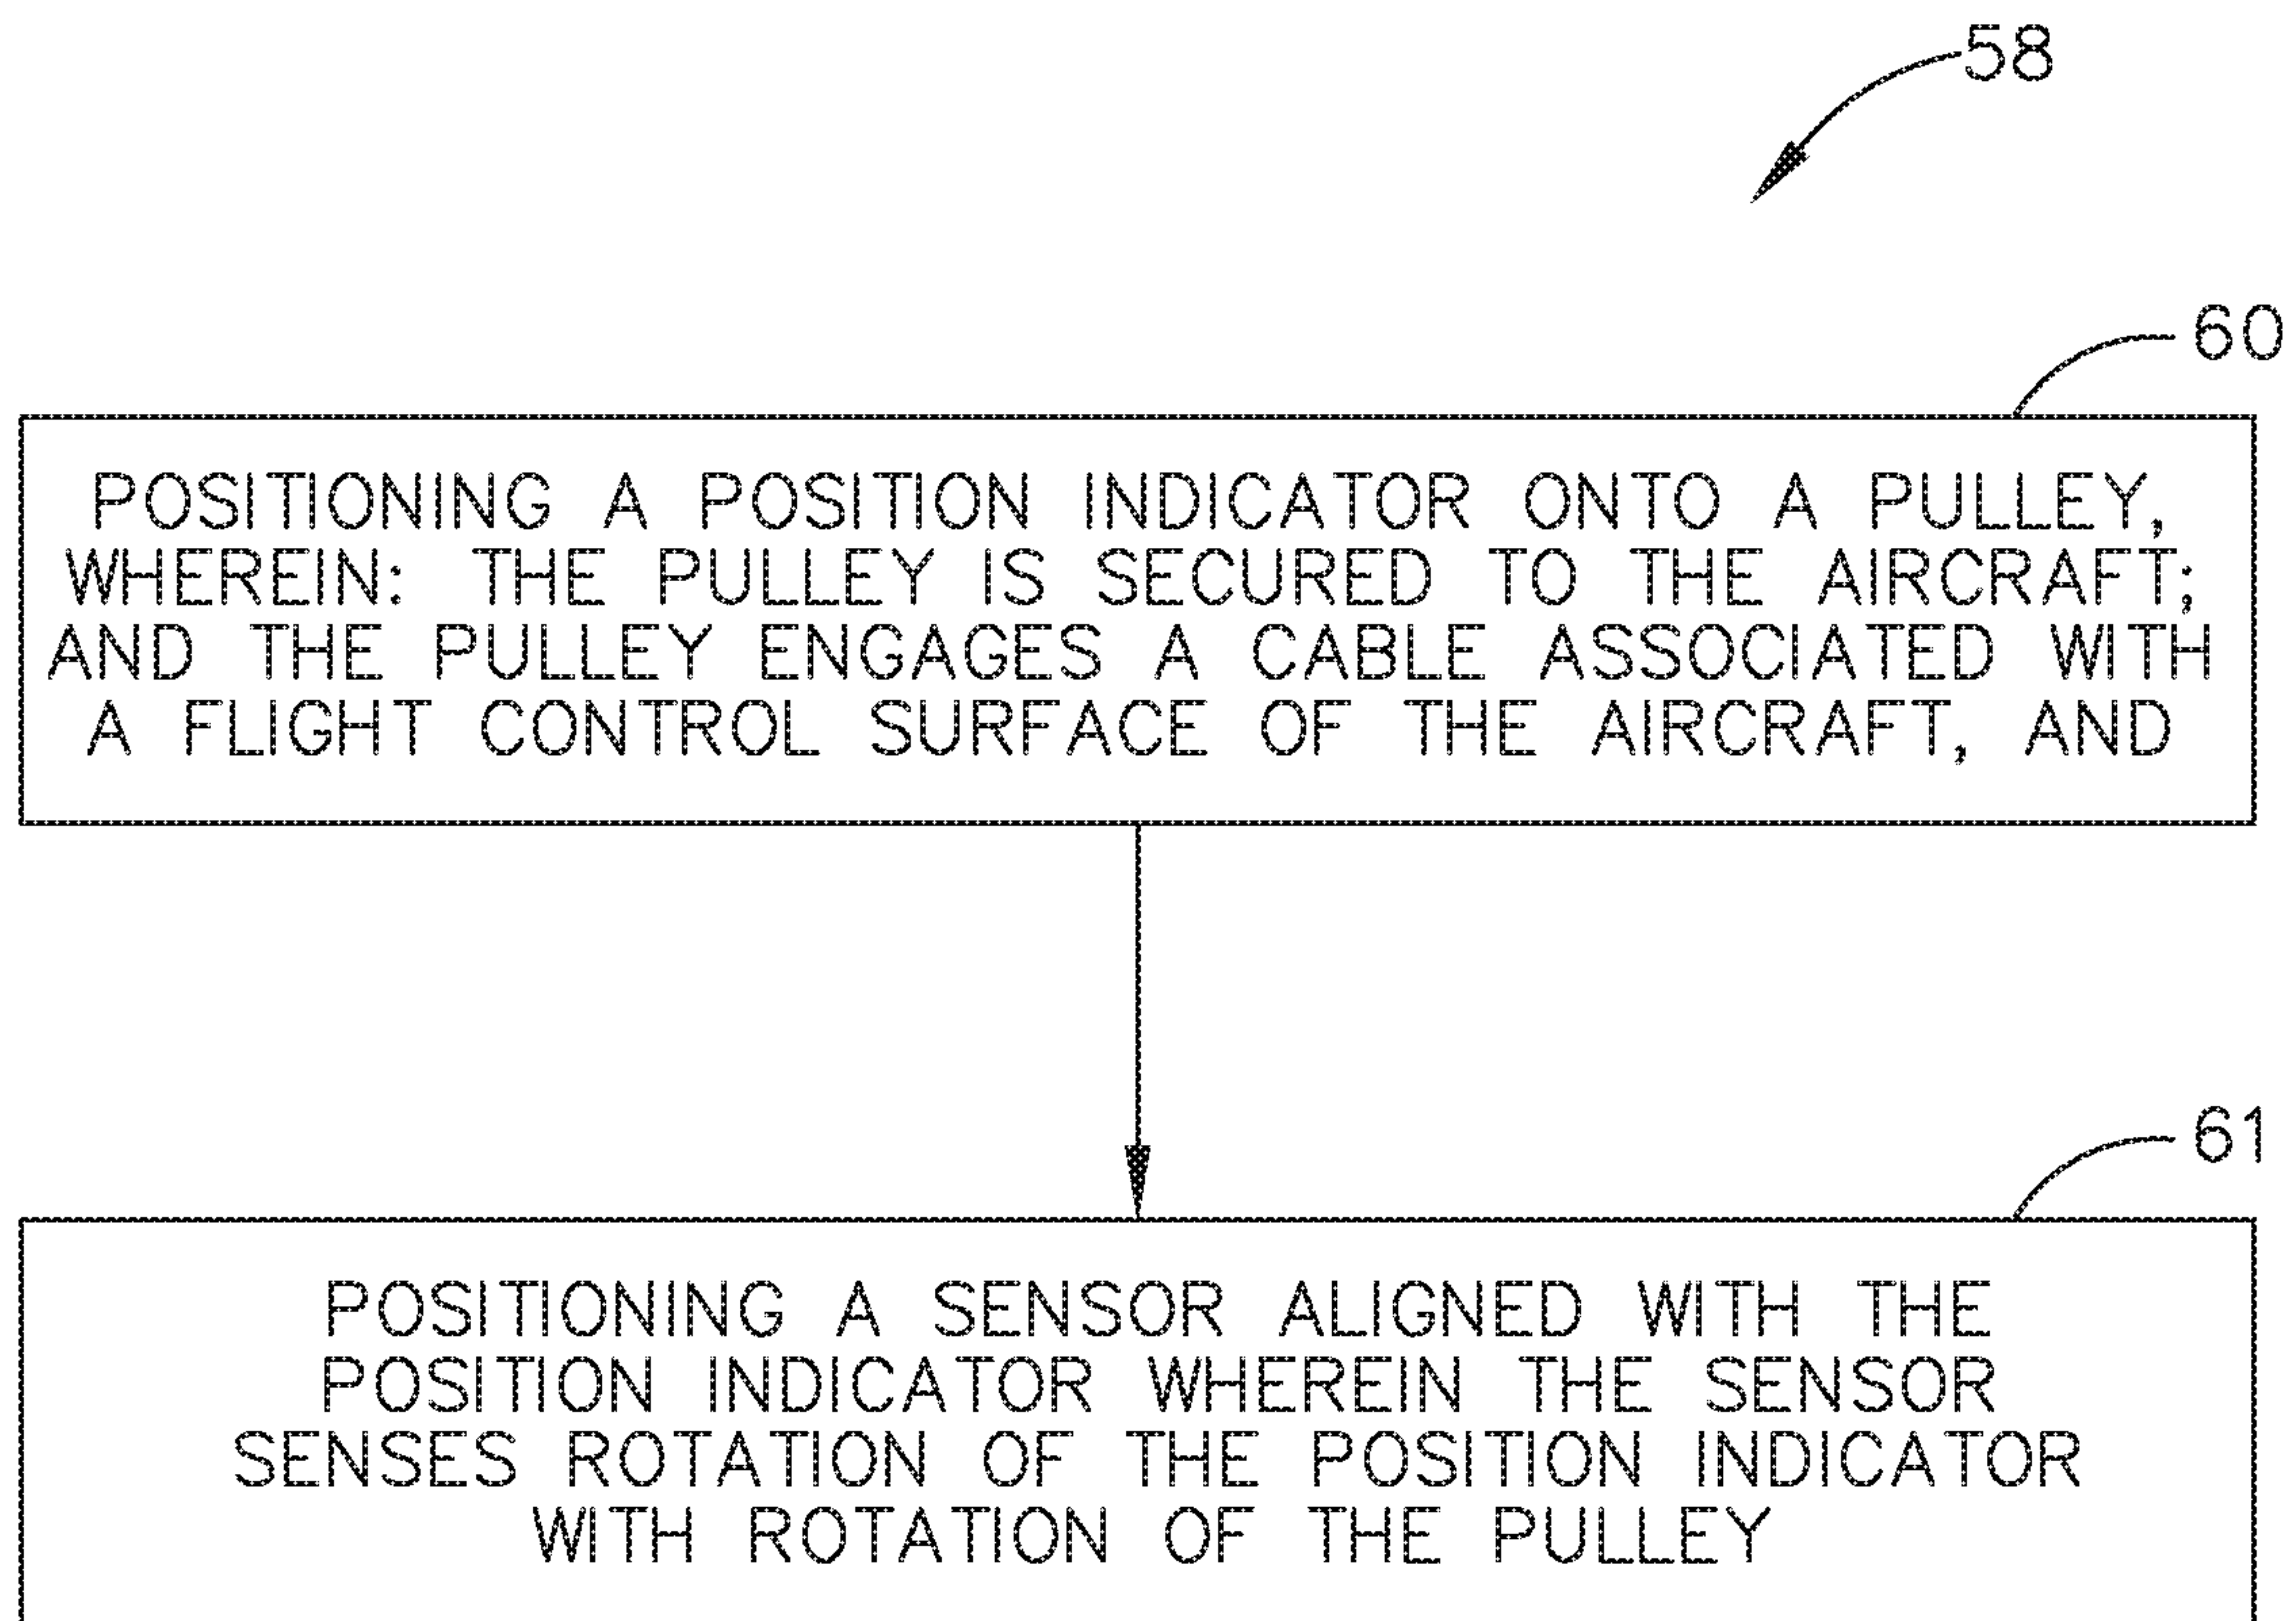 58
60
POSITIONING A POSITION INDICATOR ONTO A PULLEY,
WHEREIN: THE PULLEY IS SECURED TO THE AIRCRAFT;
AND THE PULLEY ENGAGES A CABLE ASSOCIATED WITH
A FLIGHT CONTROL SURFACE OF THE AIRCRAFT, AND
61
POSITIONING A SENSOR ALIGNED WITH THE
POSITION INDICATOR WHEREIN THE SENSOR
SENSES ROTATION OF THE POSITION INDICATOR
WITH ROTATION OF THE PULLEY